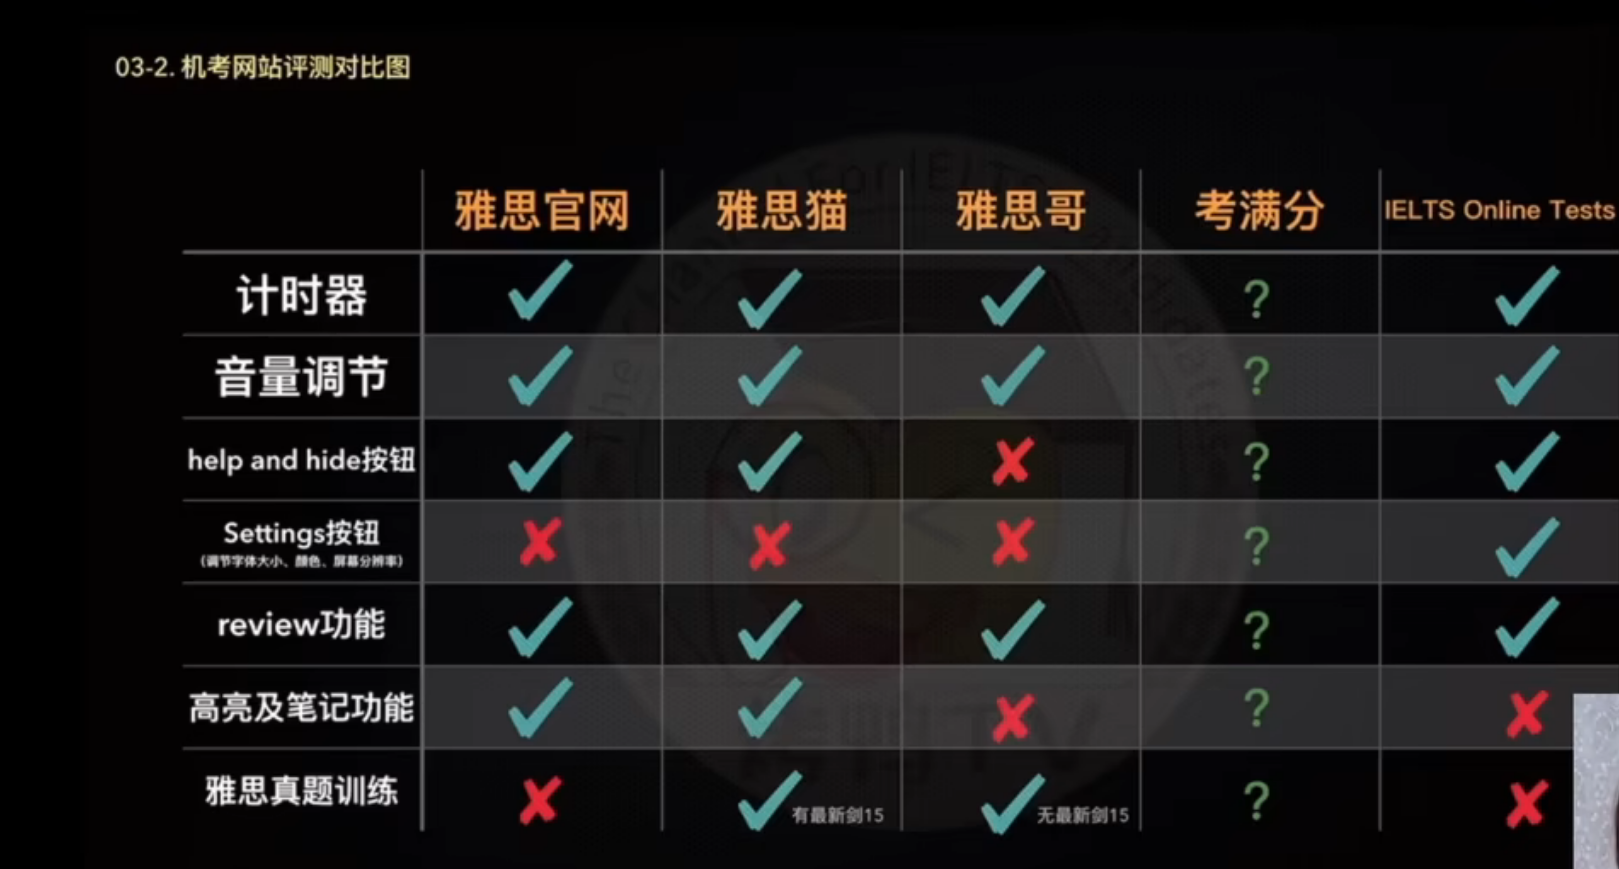 03-2. 机考网站评测对比图
雅思官网 雅思猫 雅思哥 考满分 IELTS Online Tests
计时器 ?
音量调节 ?
help and hide按钮 ?
Settings按钮 ?
(调节字体大小、颜色、屏幕分辨率)
review功能 ?
高亮及笔记功能 ?
雅思真题训练 有最新剑15 无最新剑15 ?